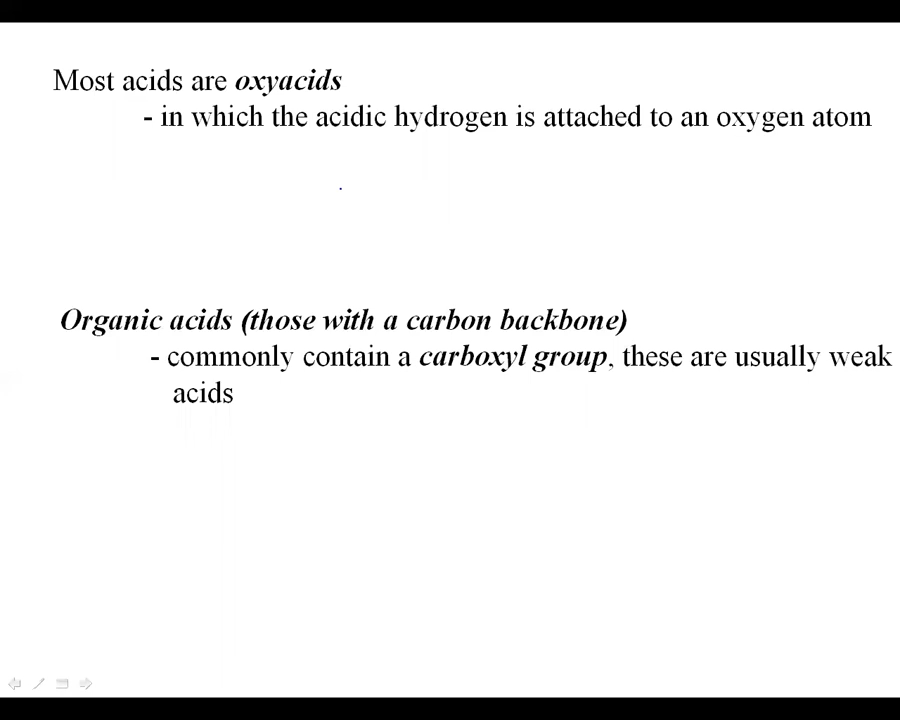 Most acids are oxyacids
- in which the acidic hydrogen is attached to an oxygen atom
Organic acids (those with a carbon backbone)
- commonly contain a carboxyl group, these are usually weak
acids